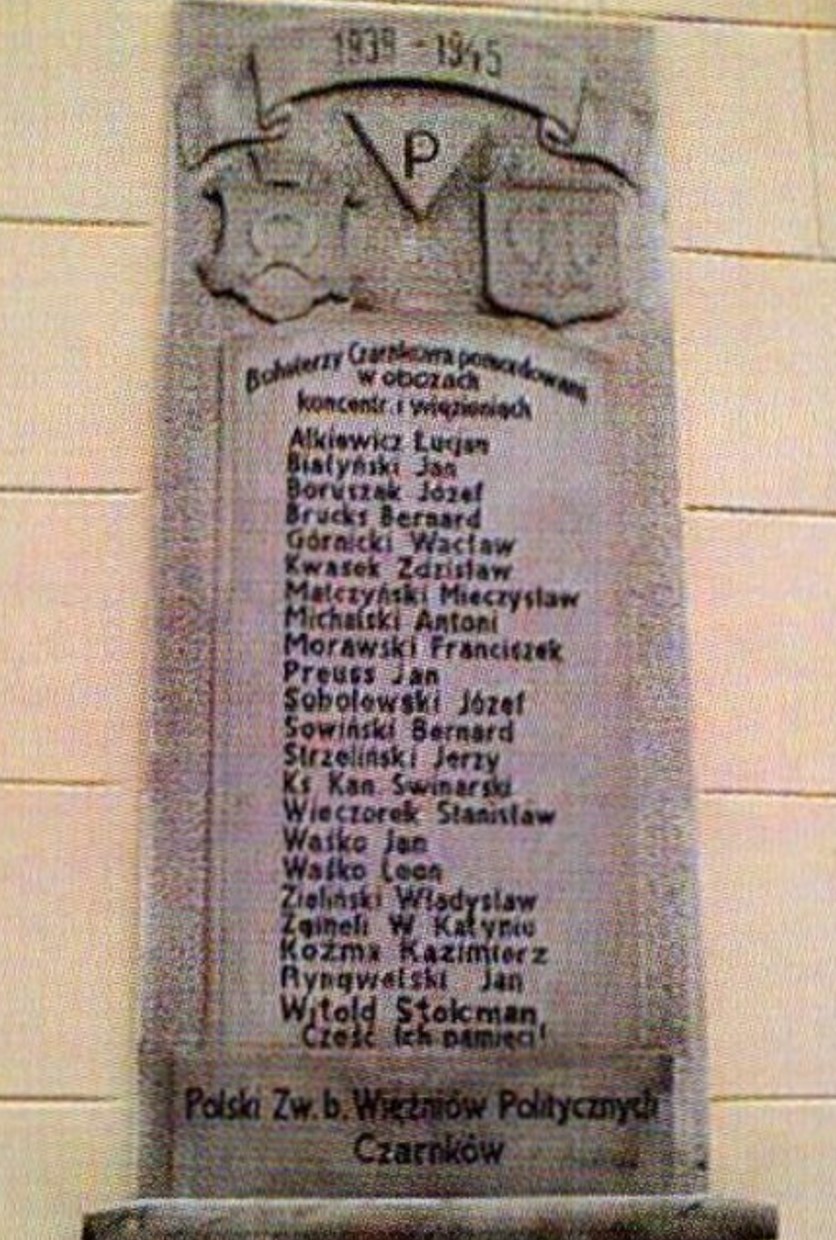 1939 - 1945
P
Bohaterzy Czarnkowa pomordowani
w obozach
koncentr. i więzieniach
Alkiewicz Łucjan
Białyński Jan
Boruszak Józef
Brucks Bernard
Górnicki Wacław
Kwasek Zdzisław
Matczyński Mieczysław
Michalski Antoni
Morawski Franciszek
Preuss Jan
Sobolewski Józef
Sowiński Bernard
Strzeliński Jerzy
Ks Kan Swinarski
Wieczorek Stanisław
Waśko Jan
Waśko Leon
Zieliński Władysław
Zginęli W Katyniu
Kozma Kazimierz
Ryngwelski Jan
Witold Stolcman
Cześć Ich pamięci!
Polski Zw. b. Więźniów Politycznych
Czarnków